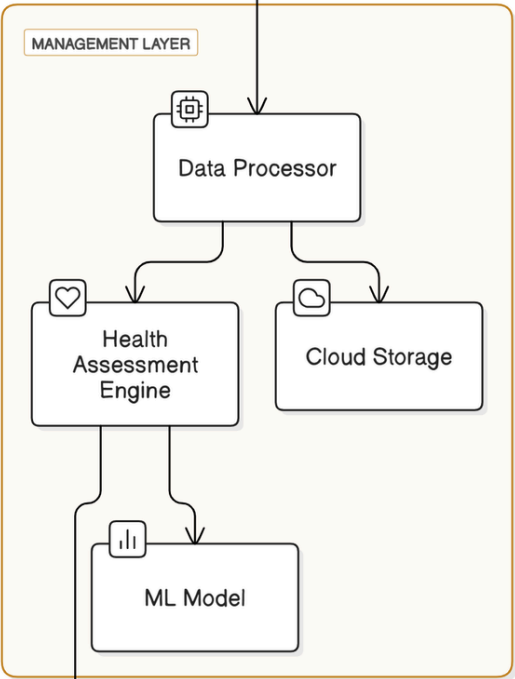 MANAGEMENT LAYER
Data Processor
Health
Assessment
Engine
Cloud Storage
ML Model